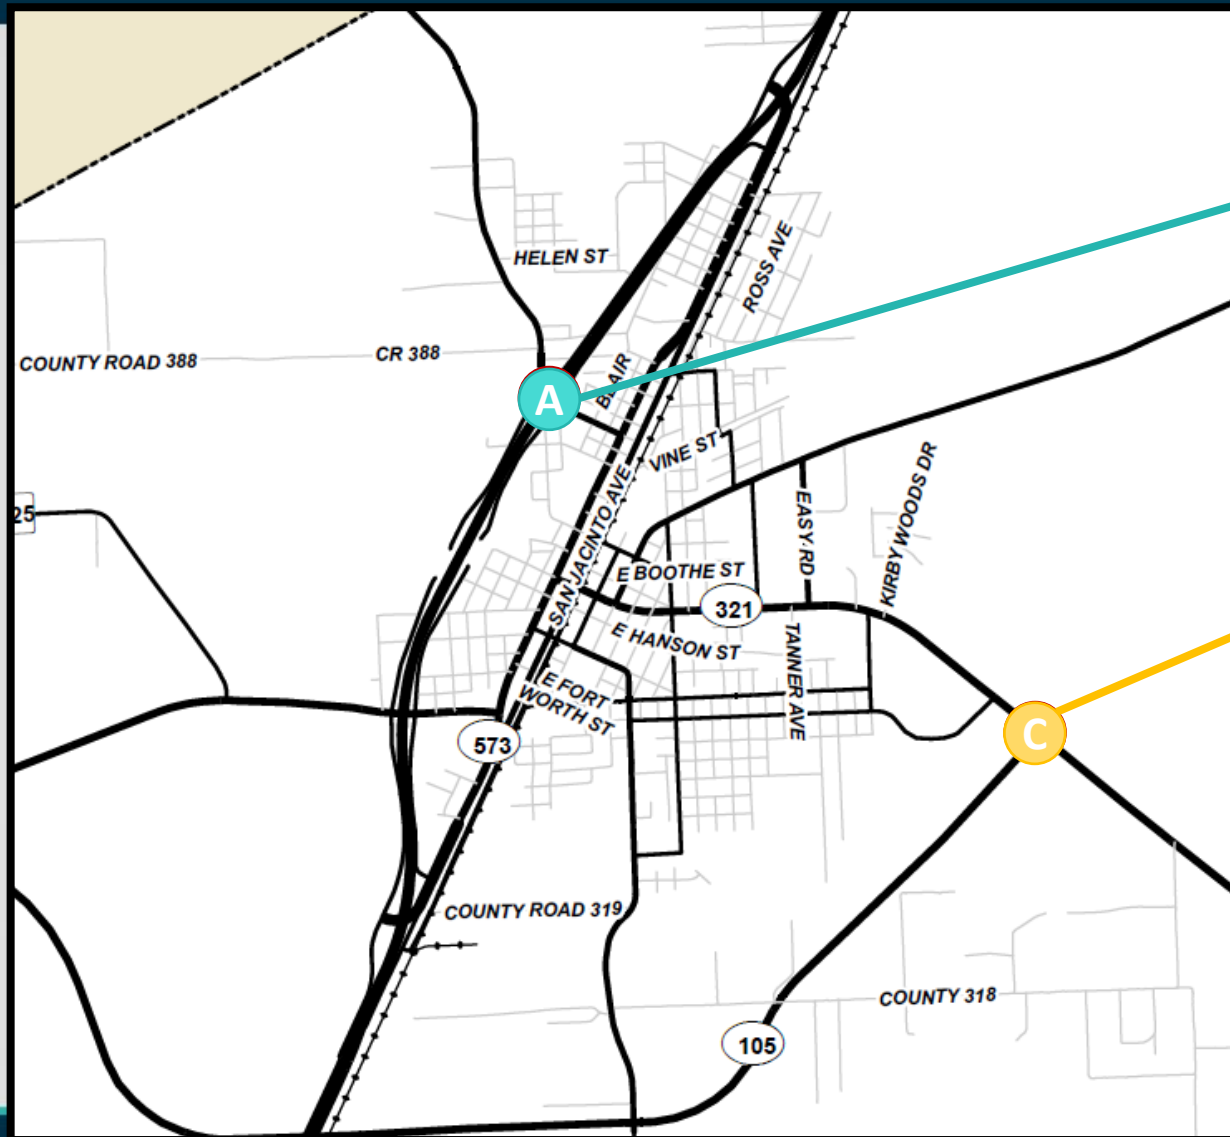 HELEN ST
ROSS AVE
COUNTY ROAD 388
CR 388
BLAIR
A
VINE ST
25
SAN JACINTO AVE
EASY RD
KIRBY WOODS DR
E BOOTHE ST
321
E HANSON ST
TANNER AVE
E FORT
WORTH ST
573
C
COUNTY ROAD 319
COUNTY 318
105